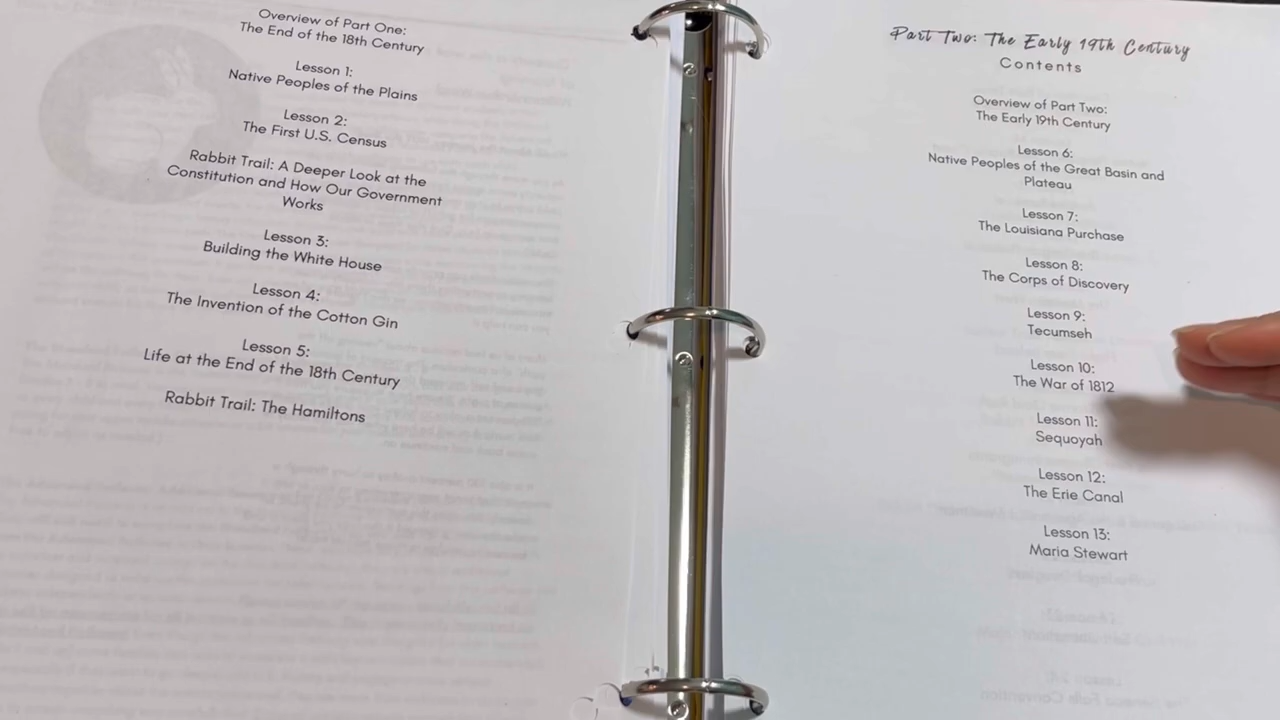 Overview of Part One:
The End of the 18th Century
Lesson 1:
Native Peoples of the Plains
Lesson 2:
The First U.S. Census
Rabbit Trail: A Deeper Look at the
Constitution and How Our Government
Works
Lesson 3:
Building the White House
Lesson 4:
The Invention of the Cotton Gin
Lesson 5:
Life at the End of the 18th Century
Rabbit Trail: The Hamiltons
Part Two: The Early 19th Century
Contents
Overview of Part Two:
The Early 19th Century
Lesson 6:
Native Peoples of the Great Basin and
Plateau
Lesson 7:
The Louisiana Purchase
Lesson 8:
The Corps of Discovery
Lesson 9:
Tecumseh
Lesson 10:
The War of 1812
Lesson 11:
Sequoyah
Lesson 12:
The Erie Canal
Lesson 13:
Maria Stewart